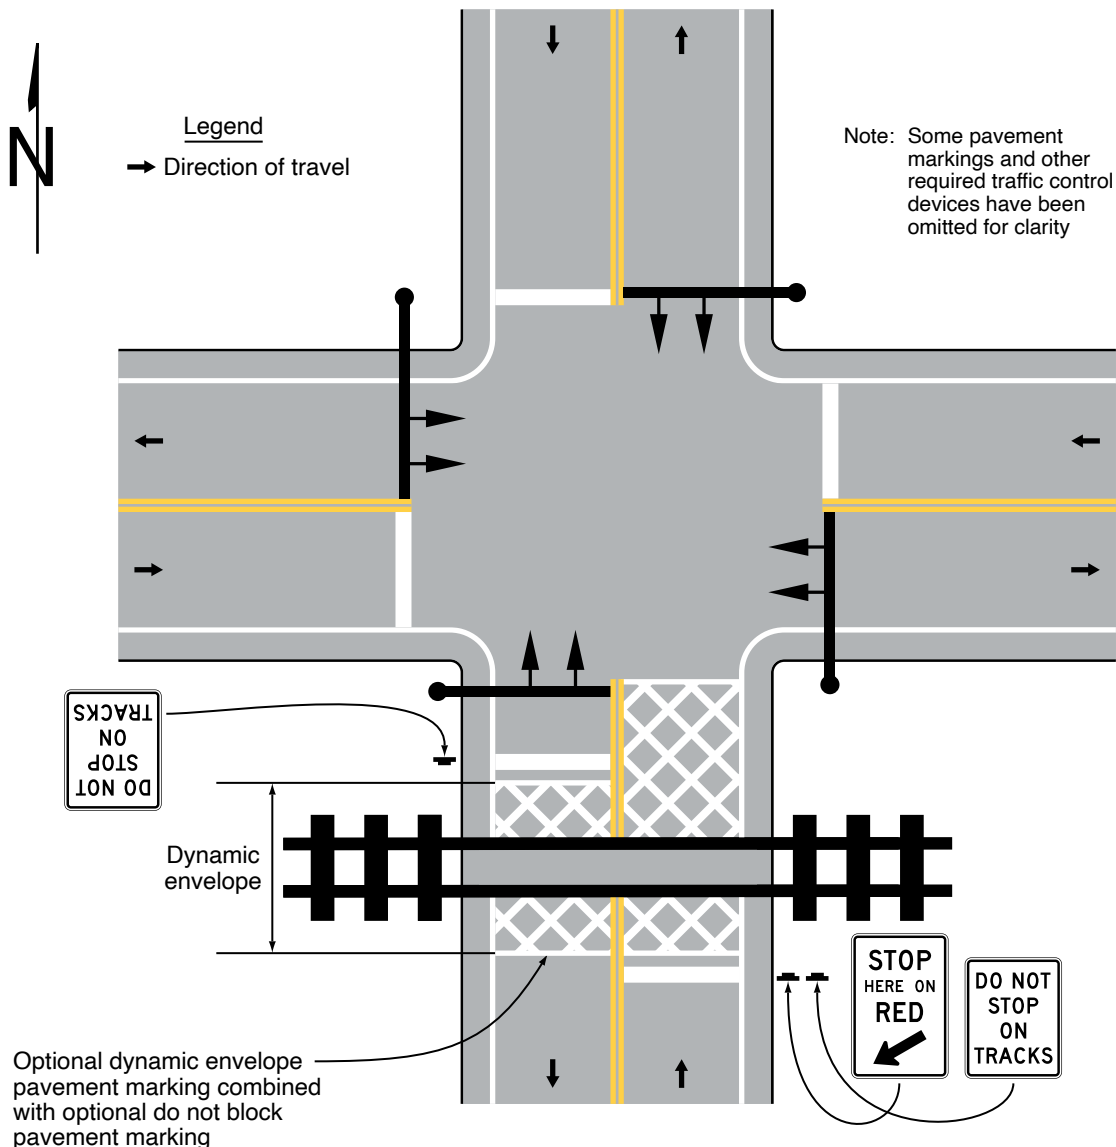 N
Legend
Direction of travel
Note: Some pavement
markings and other
required traffic control
devices have been
omitted for clarity
DO NOT
STOP
ON
TRACKS
Dynamic
envelope
STOP
HERE ON
RED
DO NOT
STOP
ON
TRACKS
Optional dynamic envelope
pavement marking combined
with optional do not block
pavement marking